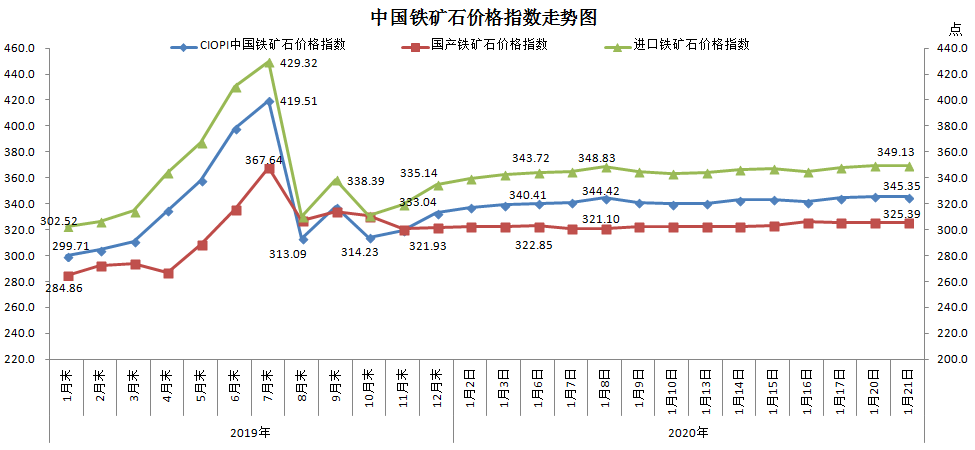 中国铁矿石价格指数走势图
点
CIOPI中国铁矿石价格指数
国产铁矿石价格指数
进口铁矿石价格指数
460.0
440.0
420.0
400.0
380.0
360.0
340.0
320.0
300.0
280.0
260.0
240.0
220.0
440.0
420.0
400.0
380.0
360.0
340.0
320.0
300.0
280.0
260.0
240.0
220.0
200.0
302.52
299.71
284.86
429.32
419.51
367.64
313.09
338.39
314.23
335.14
333.04
321.93
343.72
340.41
322.85
348.83
344.42
321.10
349.13
345.35
325.39
1月末
2月末
3月末
4月末
5月末
6月末
7月末
8月末
9月末
10月末
11月末
12月末
1月2日
1月3日
1月6日
1月7日
1月8日
1月9日
1月10日
1月13日
1月14日
1月15日
1月16日
1月17日
1月20日
1月21日
2019年
2020年